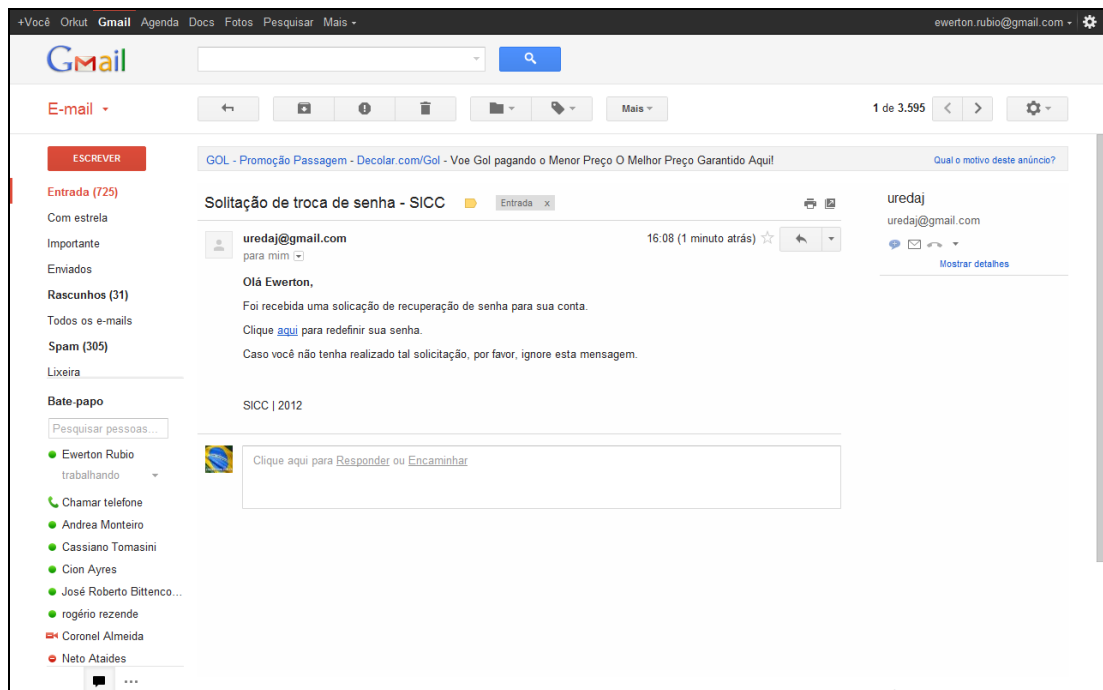 +Você Orkut Gmail Agenda Docs Fotos Pesquisar Mais ewerton.rubio@gmail.com
Gmail
E-mail Mais 1 de 3.595
ESCREVER
GOL - Promoção Passagem - Decolar.com/Gol - Voe Gol pagando o Menor Preço O Melhor Preço Garantido Aqui! Qual o motivo deste anúncio?
Entrada (725)
Com estrela
Importante
Enviados
Rascunhos (31)
Todos os e-mails
Spam (305)
Lixeira
Bate-papo
Pesquisar pessoas...
Ewerton Rubio
trabalhando
Chamar telefone
Andrea Monteiro
Cassiano Tomasini
Cion Ayres
José Roberto Bittenco...
rogério rezende
Coronel Almeida
Neto Ataides
Solitação de troca de senha - SICC Entrada x
uredaj@gmail.com 16:08 (1 minuto atrás)
para mim
Olá Ewerton,
Foi recebida uma solicação de recuperação de senha para sua conta.
Clique aqui para redefinir sua senha.
Caso você não tenha realizado tal solicitação, por favor, ignore esta mensagem.
SICC | 2012
Clique aqui para Responder ou Encaminhar
uredaj
uredaj@gmail.com
Mostrar detalhes